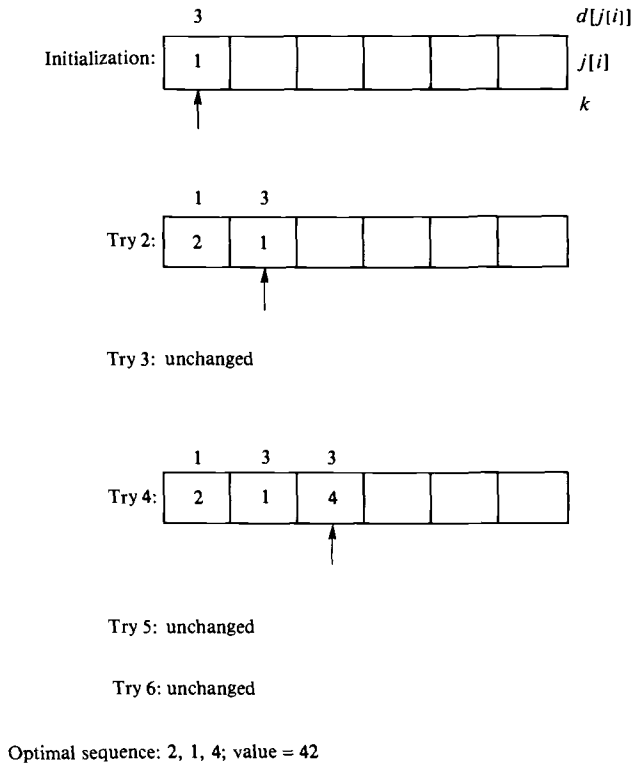 3 d[j[i]]
Initialization: 1 j[i]
k
1 3
Try 2: 2 1
Try 3: unchanged
1 3 3
Try 4: 2 1 4
Try 5: unchanged
Try 6: unchanged
Optimal sequence: 2, 1, 4; value = 42